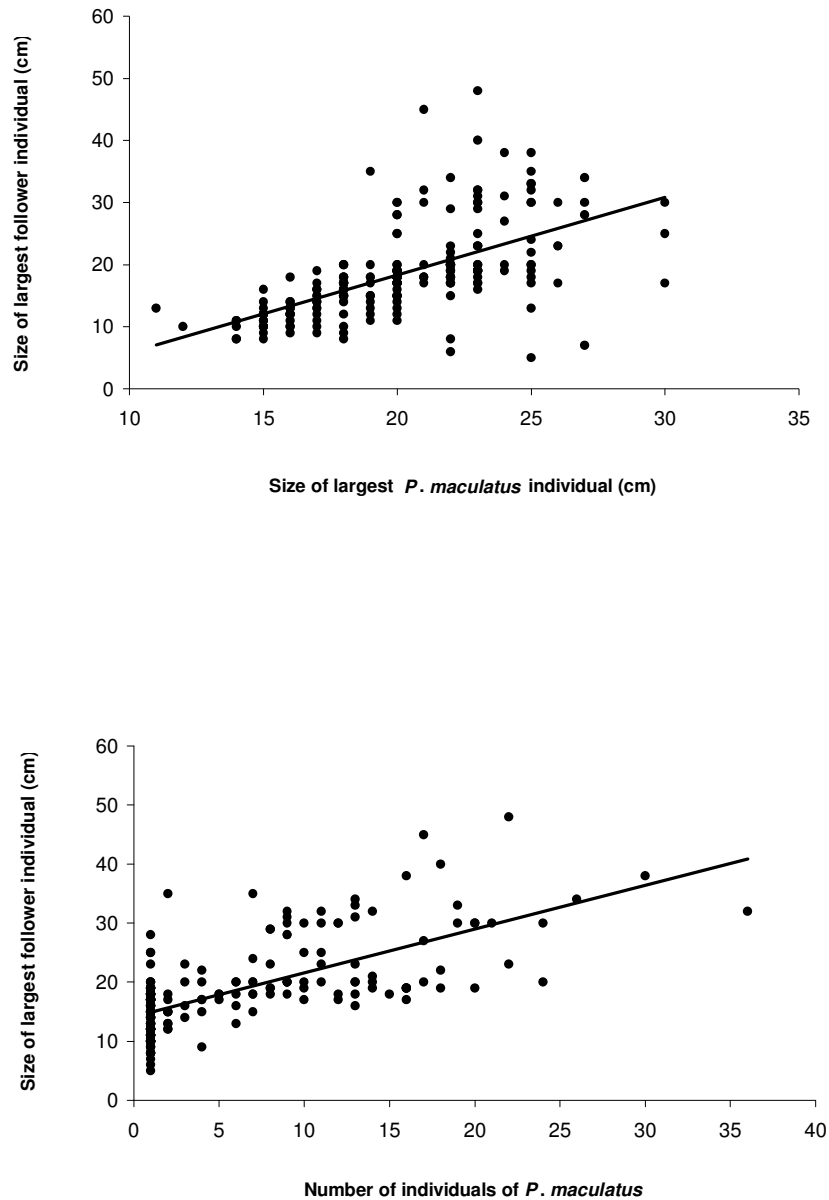 Size of largest follower individual (cm)
60
50
40
30
20
10
0
10 15 20 25 30 35
Size of largest P. maculatus individual (cm)
Size of largest follower individual (cm)
60
50
40
30
20
10
0
0 5 10 15 20 25 30 35 40
Number of individuals of P. maculatus